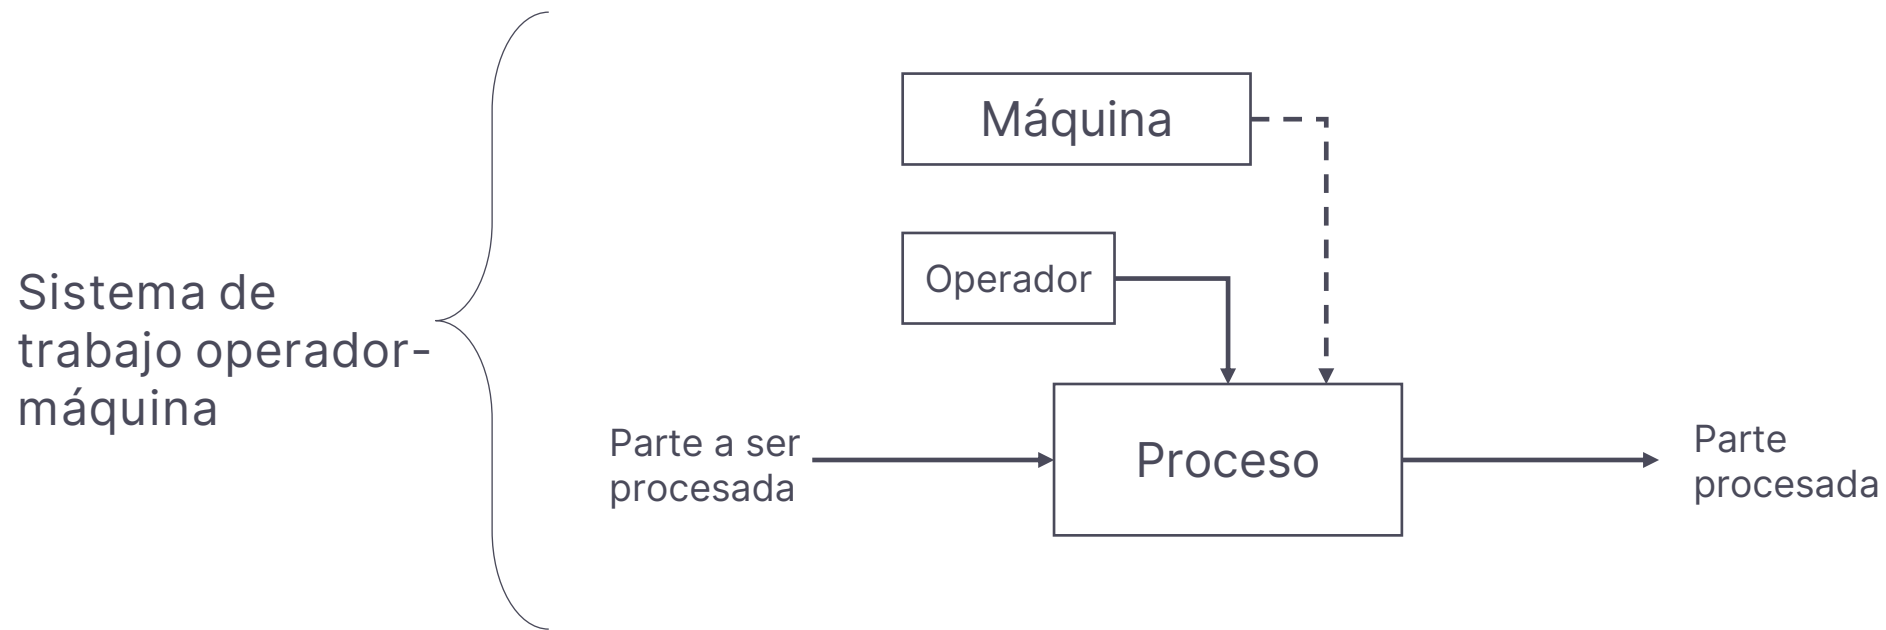 Sistema de
trabajo operador-
máquina
Máquina
Operador
Parte a ser
procesada
Proceso
Parte
procesada